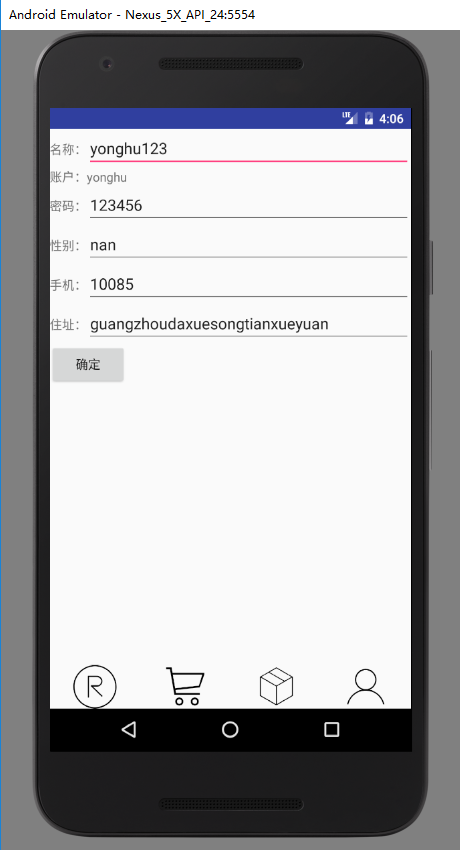 Android Emulator - Nexus_5X_API_24:5554
LTE 4:06
名称： yonghu123
账户：yonghu
密码： 123456
性别： nan
手机： 10085
住址： guangzhoudaxuesongtianxueyuan
确定
R